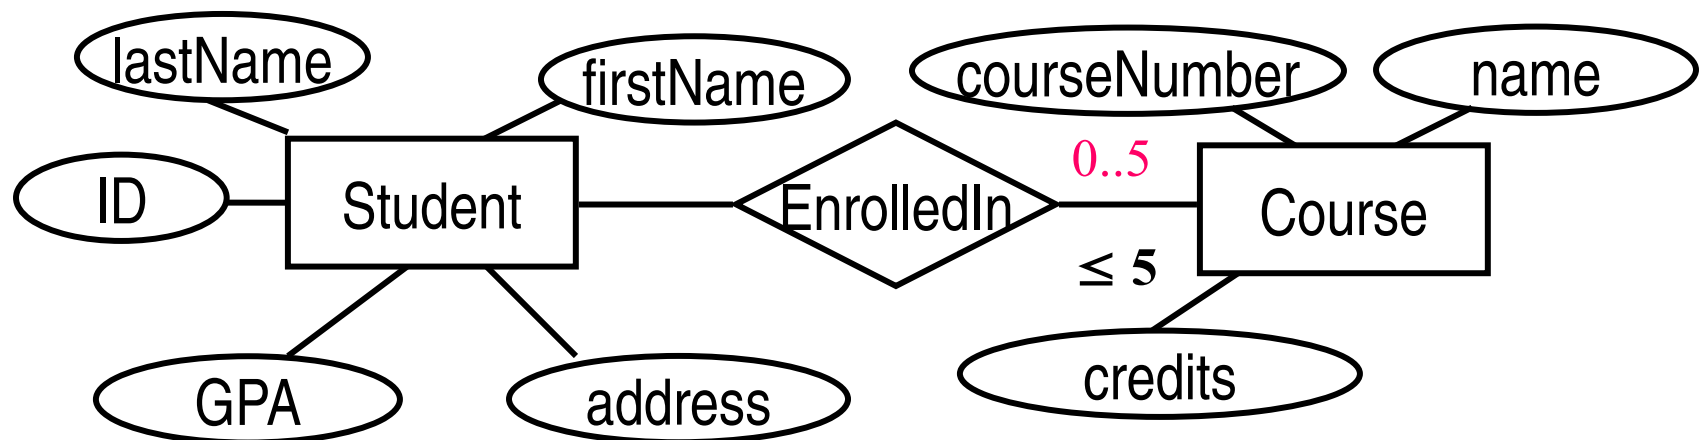 lastName
firstName
courseNumber
name
0..5
ID
Student
EnrolledIn
Course
≤ 5
GPA
address
credits